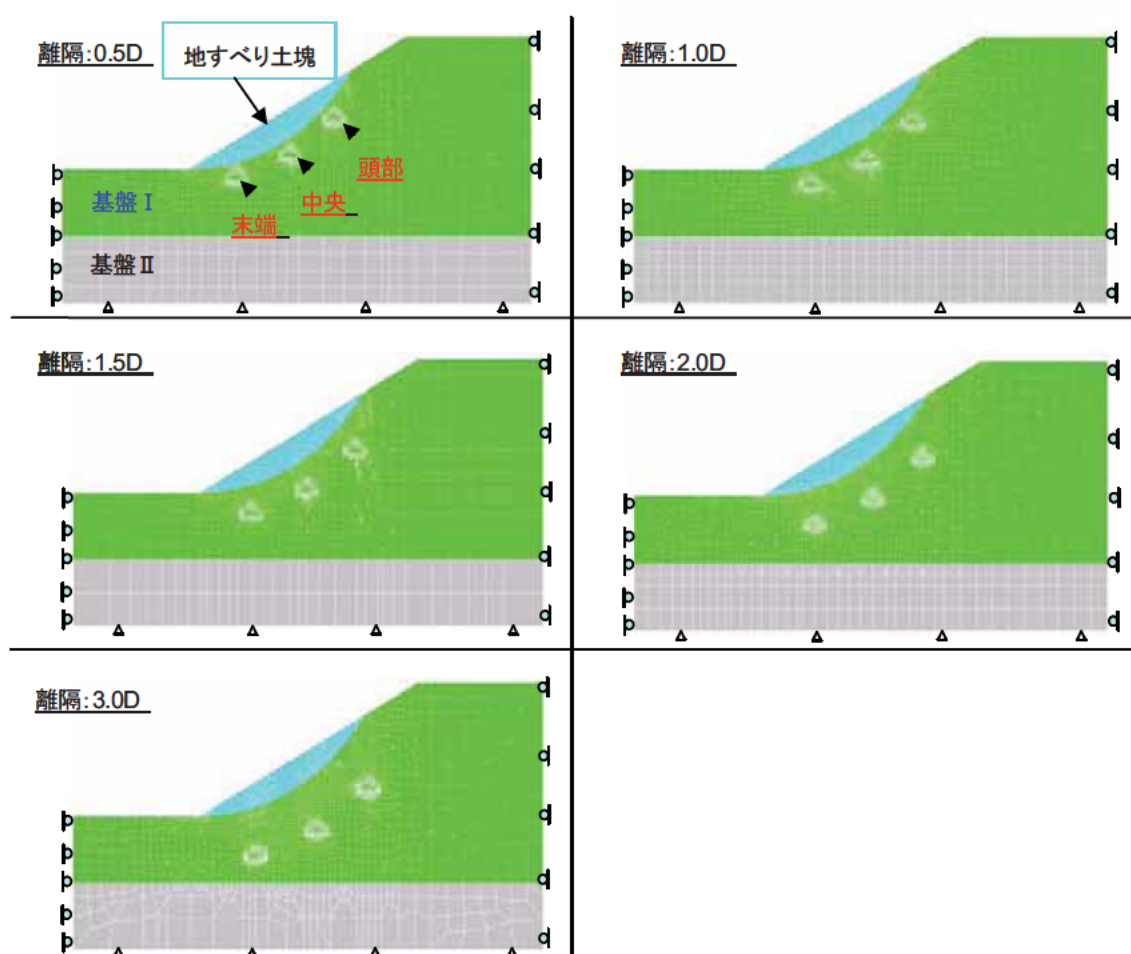 離隔:0.5D
地すべり土塊
頭部
中央
末端
基盤Ⅰ
基盤Ⅱ
離隔:1.0D
離隔:1.5D
離隔:2.0D
離隔:3.0D